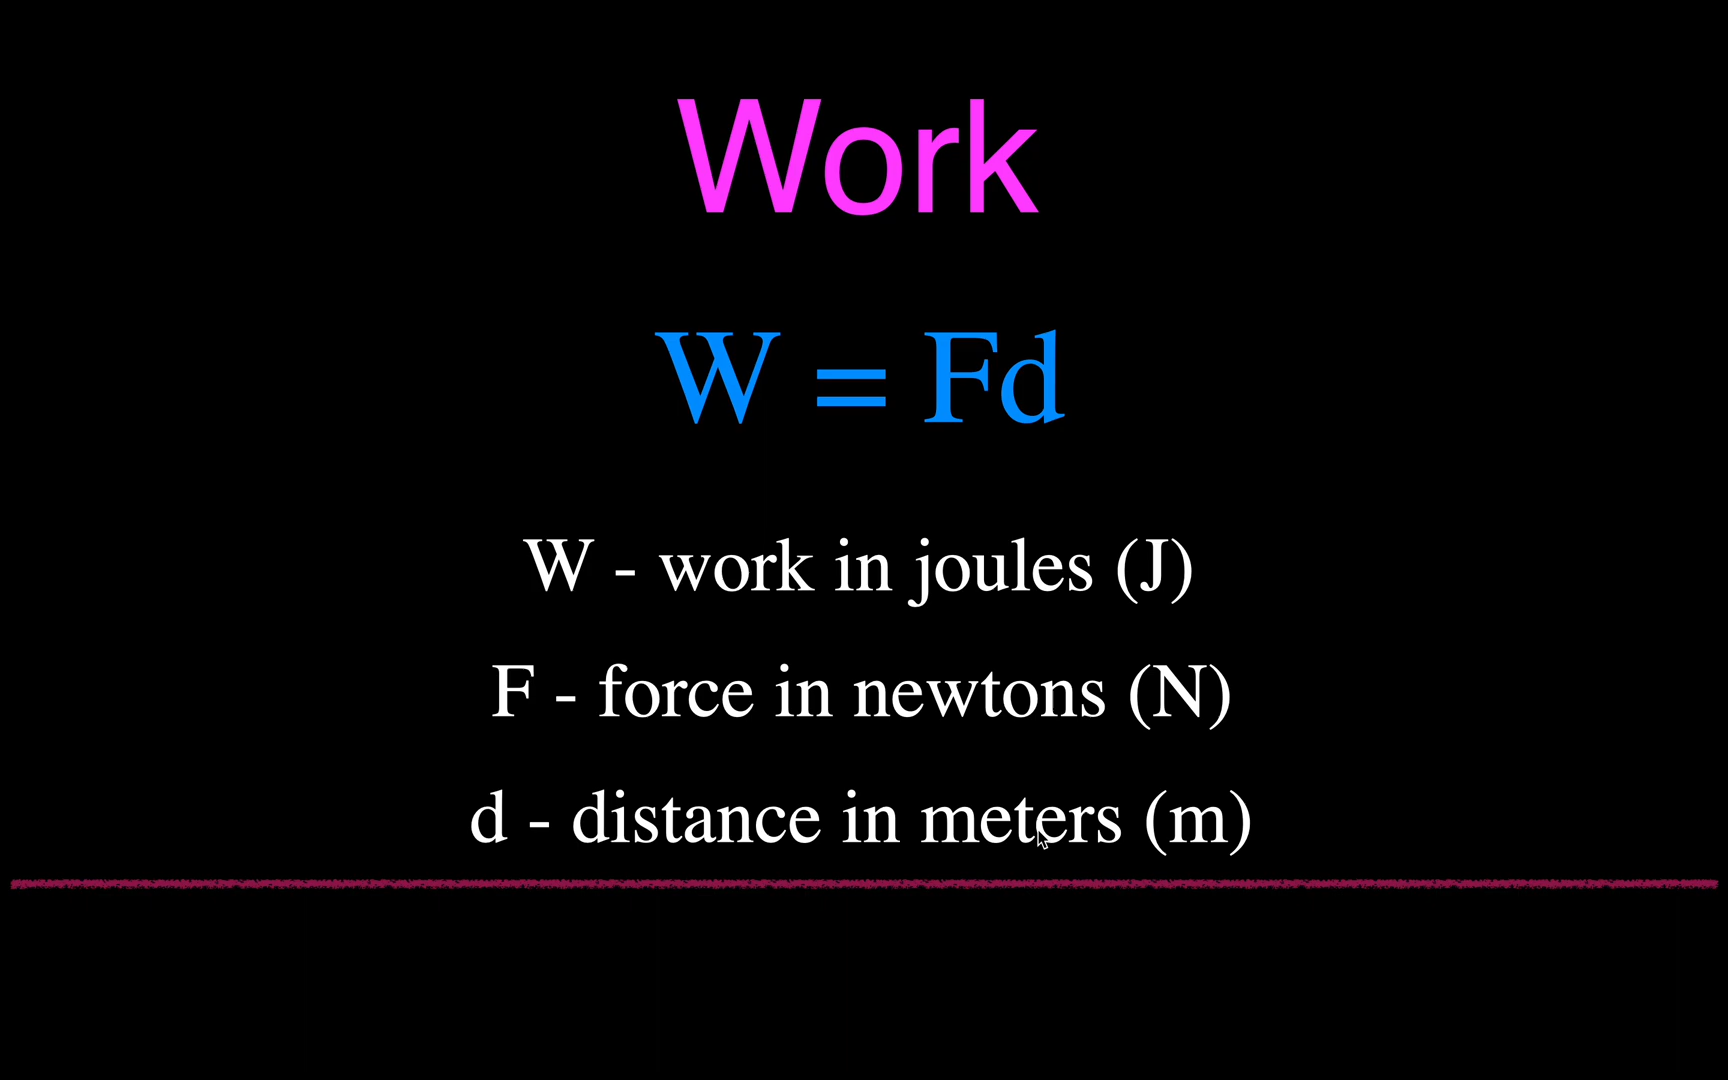 Work
W = Fd
W - work in joules (J)
F - force in newtons (N)
d - distance in meters (m)